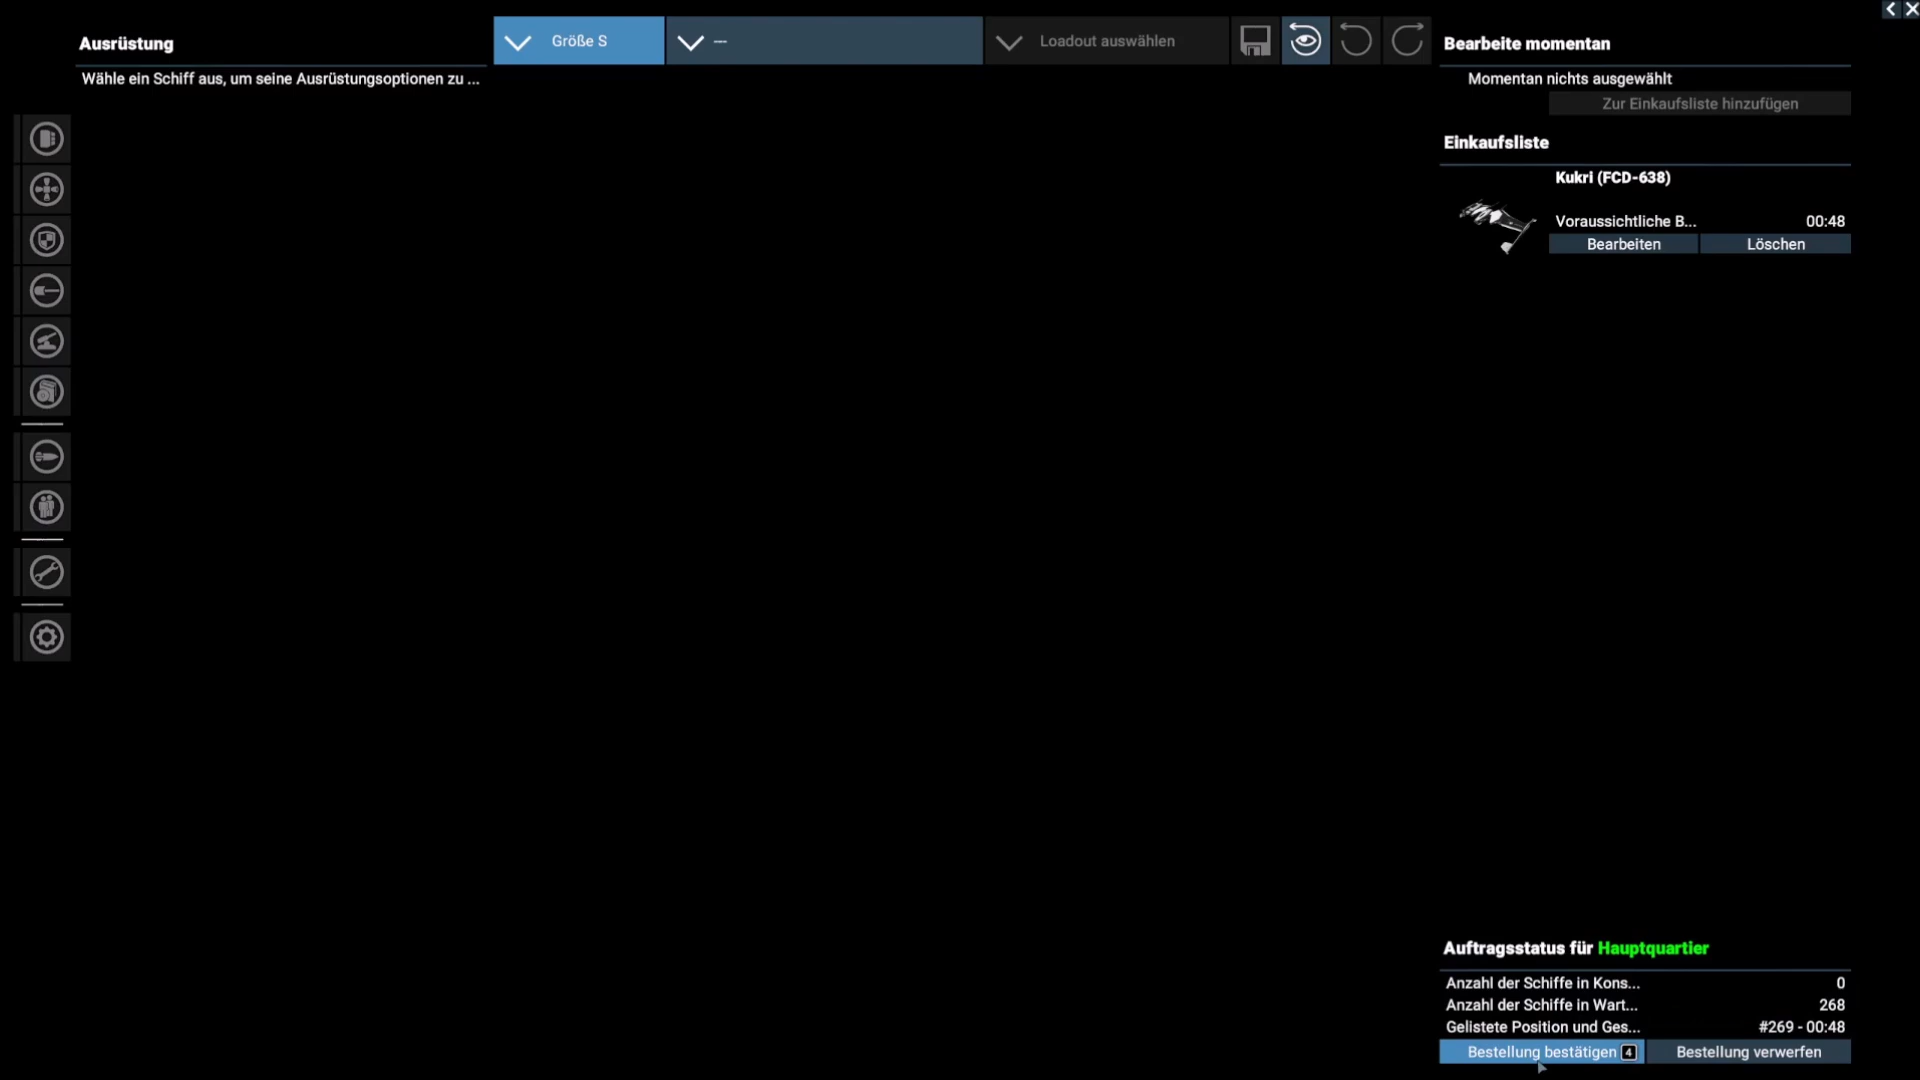 Ausrüstung
Wähle ein Schiff aus, um seine Ausrüstungsoptionen zu ...
Größe S
---
Loadout auswählen
Bearbeite momentan
Momentan nichts ausgewählt
Zur Einkaufsliste hinzufügen
Einkaufsliste
Kukri (FCD-638)
Voraussichtliche B... 00:48
Bearbeiten Löschen
Auftragsstatus für Hauptquartier
Anzahl der Schiffe in Kons... 0
Anzahl der Schiffe in Wart... 268
Gelistete Position und Ges... #269 - 00:48
Bestellung bestätigen 4 Bestellung verwerfen